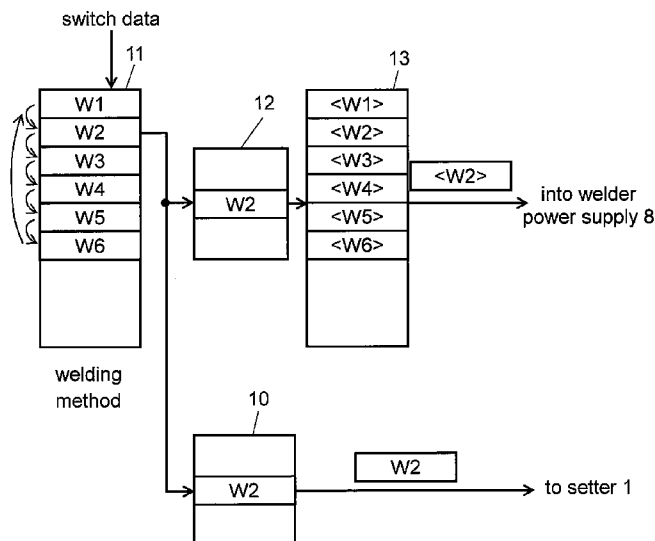 switch data
11
W1
W2
W3
W4
W5
W6
welding
method
12
W2
13
<W1>
<W2>
<W3>
<W4>
<W5>
<W6>
<W2>
into welder
power supply 8
10
W2
W2
to setter 1